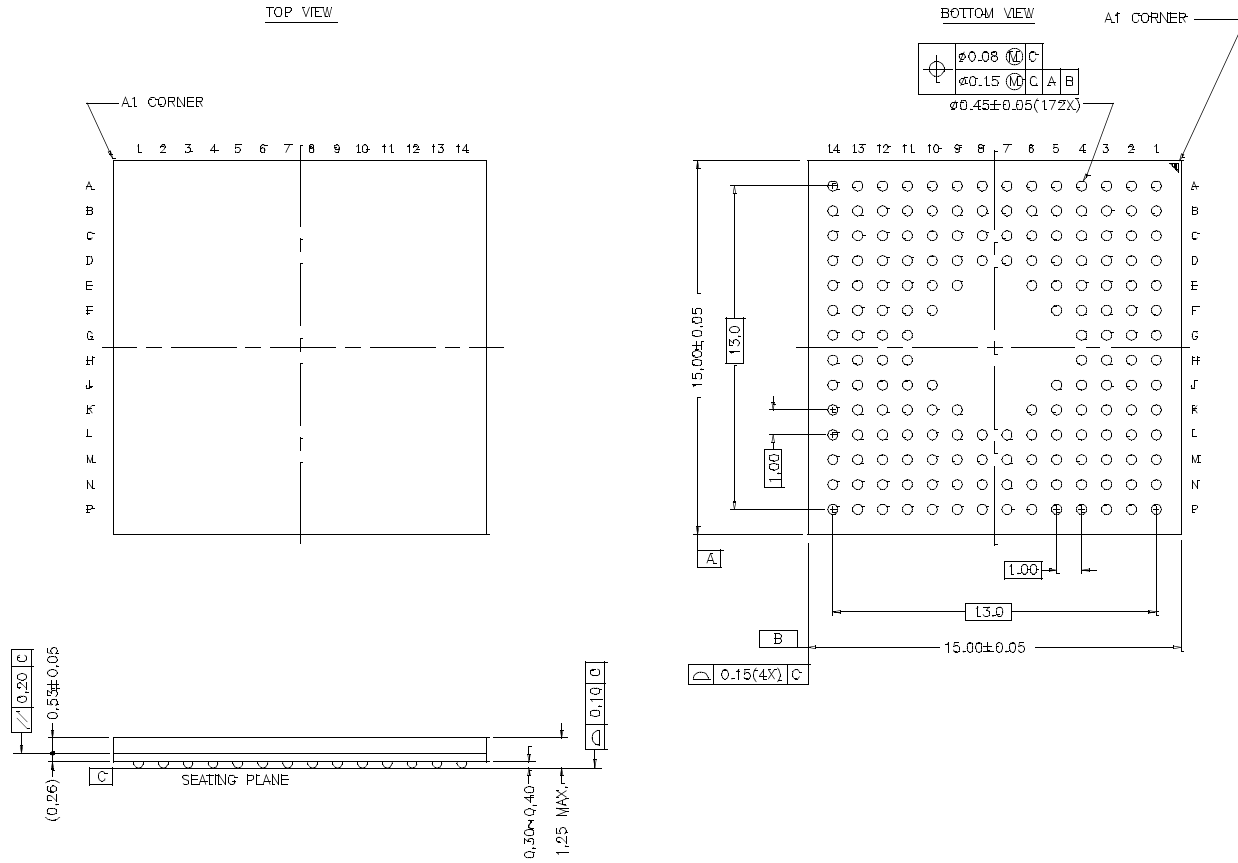 TOP VIEW
A1 CORNER
1 2 3 4 5 6 7 8 9 10 11 12 13 14
A
B
C
D
E
F
G
H
J
K
L
M
N
P
BOTTOM VIEW
A1 CORNER
⌀0.08 Ⓜ C
⌀0.15 Ⓜ C A B
⌀0.45±0.05(172X)
14 13 12 11 10 9 8 7 6 5 4 3 2 1
A
B
C
D
E
F
G
H
J
K
L
M
N
P
15.00±0.05
13.0
1.00
A
1.00
13.0
B
15.00±0.05
0.15(4X) C
// 0.20 C
0.55±0.05
(0.26)
C
SEATING PLANE
0.30~0.40
1.25 MAX.
0.10 C